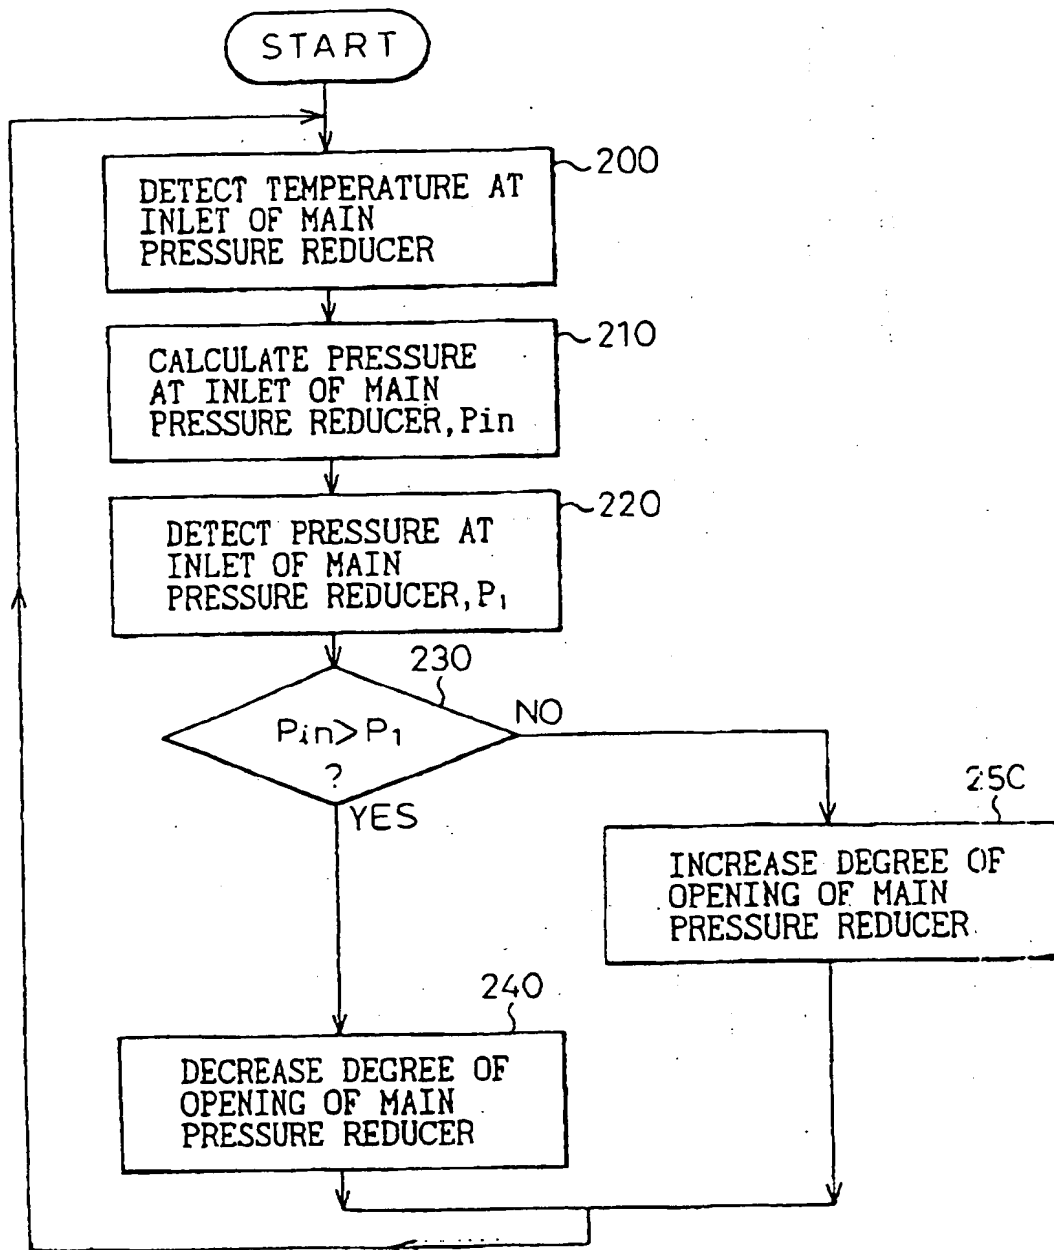 START
200
DETECT TEMPERATURE AT
INLET OF MAIN
PRESSURE REDUCER
210
CALCULATE PRESSURE
AT INLET OF MAIN
PRESSURE REDUCER, Pin
220
DETECT PRESSURE AT
INLET OF MAIN
PRESSURE REDUCER, P₁
230
Pin>P₁
?
NO
YES
25C
INCREASE DEGREE OF
OPENING OF MAIN
PRESSURE REDUCER
240
DECREASE DEGREE OF
OPENING OF MAIN
PRESSURE REDUCER